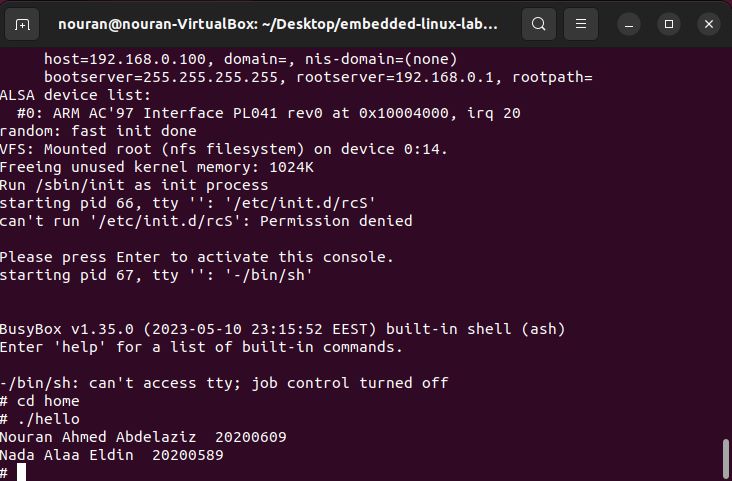 nouran@nouran-VirtualBox: ~/Desktop/embedded-linux-lab...
host=192.168.0.100, domain=, nis-domain=(none)
bootserver=255.255.255.255, rootserver=192.168.0.1, rootpath=
ALSA device list:
#0: ARM AC'97 Interface PL041 rev0 at 0x10004000, irq 20
random: fast init done
VFS: Mounted root (nfs filesystem) on device 0:14.
Freeing unused kernel memory: 1024K
Run /sbin/init as init process
starting pid 66, tty '': '/etc/init.d/rcS'
can't run '/etc/init.d/rcS': Permission denied
Please press Enter to activate this console.
starting pid 67, tty '': '-/bin/sh'
BusyBox v1.35.0 (2023-05-10 23:15:52 EEST) built-in shell (ash)
Enter 'help' for a list of built-in commands.
-/bin/sh: can't access tty; job control turned off
# cd home
# ./hello
Nouran Ahmed Abdelaziz  20200609
Nada Alaa Eldin  20200589
#